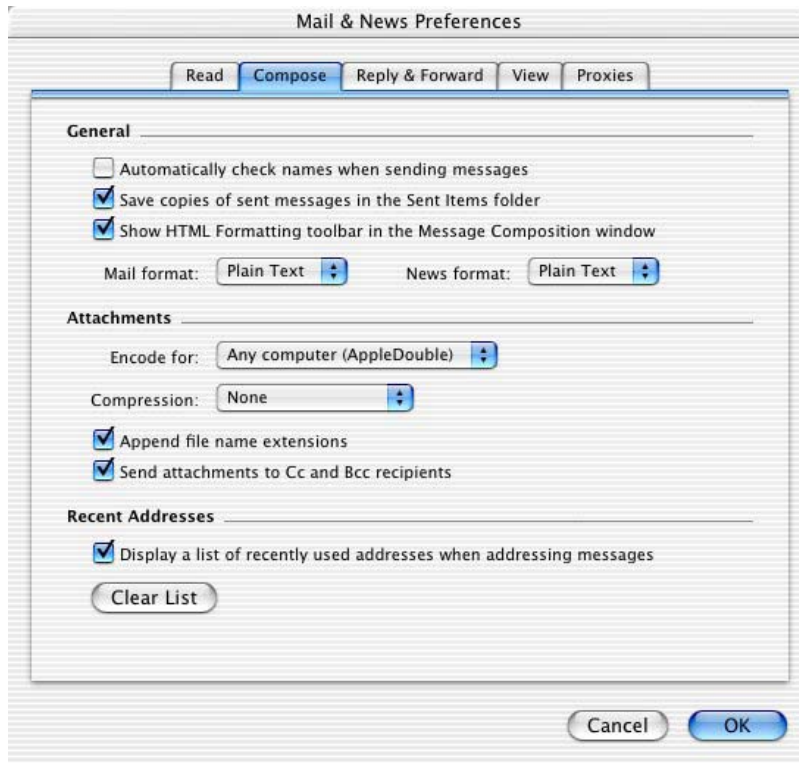 Mail & News Preferences
Read Compose Reply & Forward View Proxies
General
Automatically check names when sending messages
Save copies of sent messages in the Sent Items folder
Show HTML Formatting toolbar in the Message Composition window
Mail format: Plain Text News format: Plain Text
Attachments
Encode for: Any computer (AppleDouble)
Compression: None
Append file name extensions
Send attachments to Cc and Bcc recipients
Recent Addresses
Display a list of recently used addresses when addressing messages
Clear List
Cancel OK